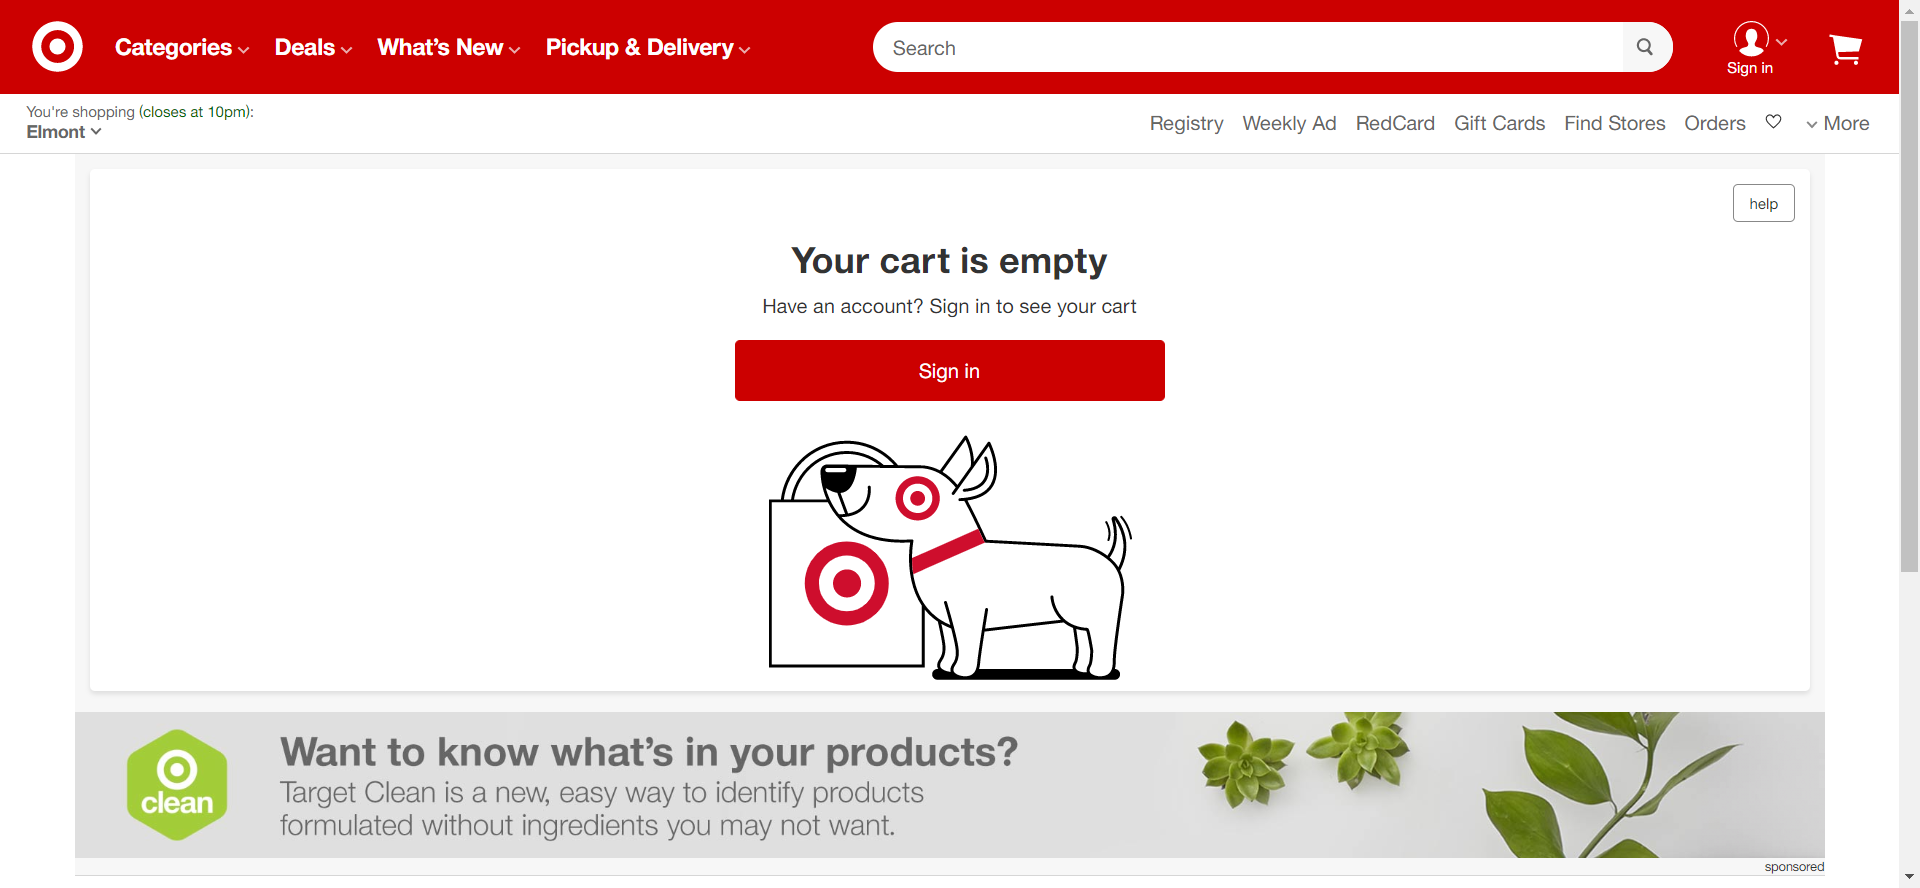 Categories
Deals
What's New
Pickup & Delivery
Search
Sign in
You're shopping (closes at 10pm):
Elmont
Registry
Weekly Ad
RedCard
Gift Cards
Find Stores
Orders
More
help
Your cart is empty
Have an account? Sign in to see your cart
Sign in
clean
Want to know what's in your products?
Target Clean is a new, easy way to identify products
formulated without ingredients you may not want.
sponsored